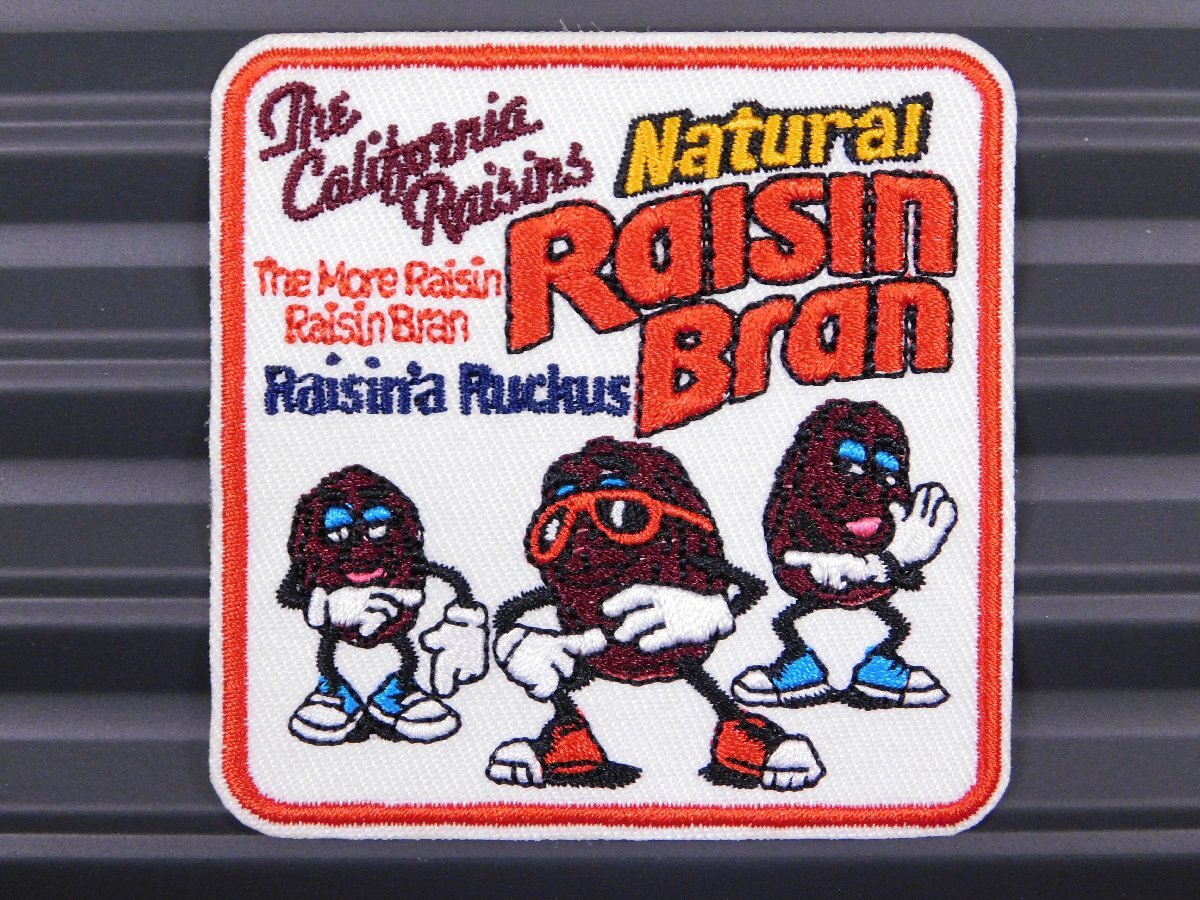 The
California
Raisins
Natural
Raisin
Bran
The More Raisin
Raisin Bran
Raisin'a Ruckus